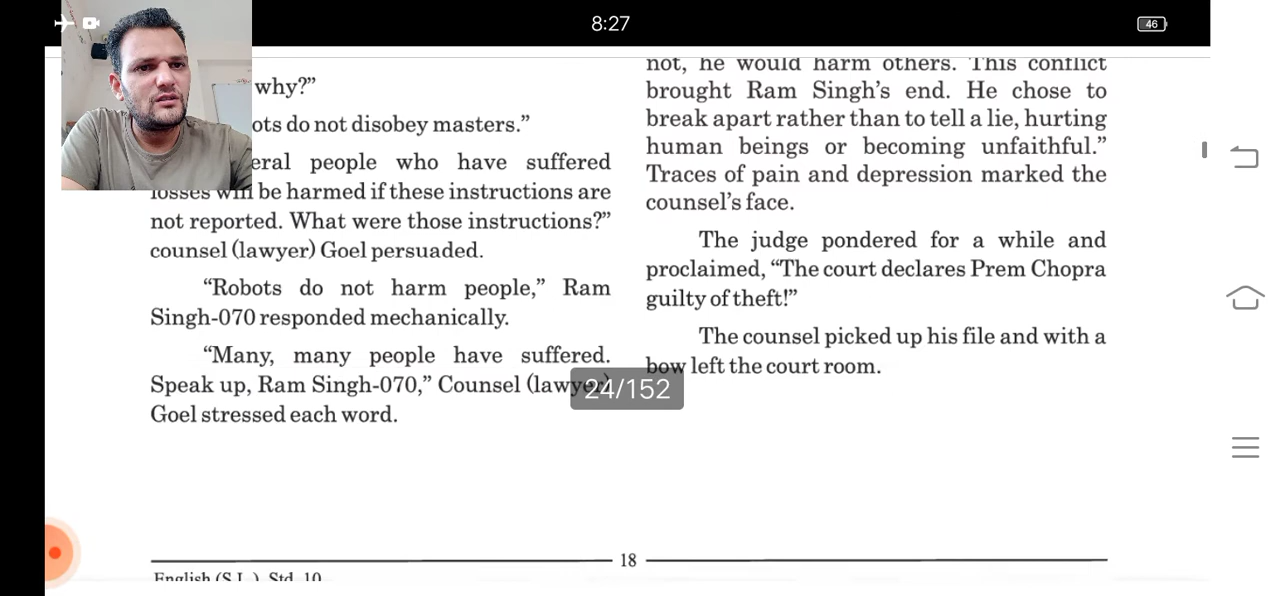 8:27
46
why?”
ots do not disobey masters.”
eral people who have suffered
losses will be harmed if these instructions are
not reported. What were those instructions?”
counsel (lawyer) Goel persuaded.
“Robots do not harm people,” Ram
Singh-070 responded mechanically.
“Many, many people have suffered.
Speak up, Ram Singh-070,” Counsel (lawyer)
Goel stressed each word.
not, he would harm others. This conflict
brought Ram Singh’s end. He chose to
break apart rather than to tell a lie, hurting
human beings or becoming unfaithful.”
Traces of pain and depression marked the
counsel’s face.
The judge pondered for a while and
proclaimed, “The court declares Prem Chopra
guilty of theft!”
The counsel picked up his file and with a
bow left the court room.
24/152
18
English (S.L.), Std. 10